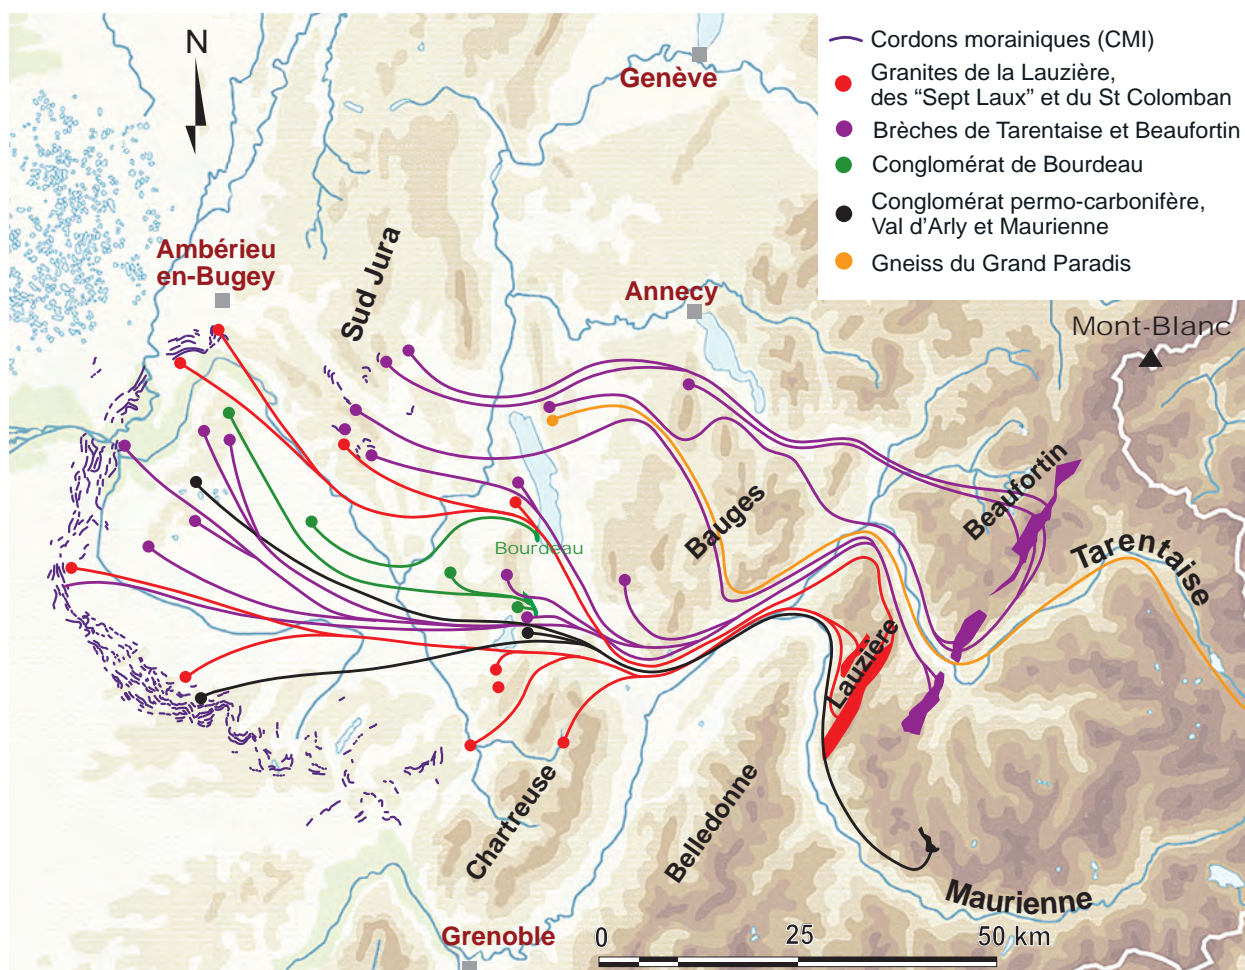 N
Genève
Cordons morainiques (CMI)
Granites de la Lauzière,
des “Sept Laux” et du St Colomban
Brèches de Tarentaise et Beaufortin
Conglomérat de Bourdeau
Conglomérat permo-carbonifère,
Val d’Arly et Maurienne
Gneiss du Grand Paradis
Ambérieu
en-Bugey
Sud Jura
Annecy
Mont-Blanc
Beaufortin
Bauges
Bourdeau
Tarentaise
Lauzière
Chartreuse
Belledonne
Maurienne
Grenoble
0
25
50 km